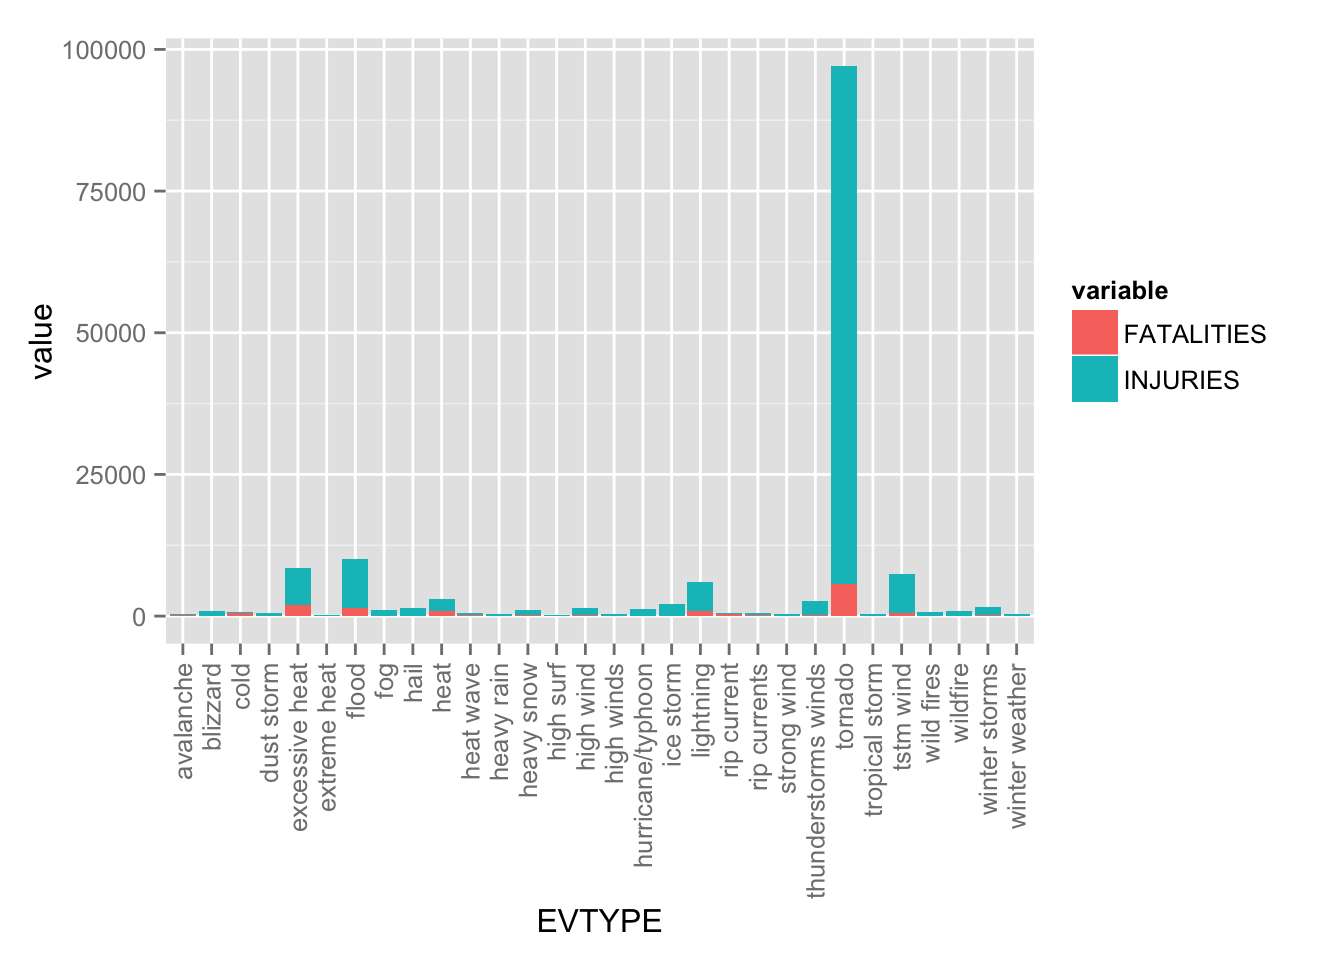 100000
75000
50000
25000
0
value
avalanche
blizzard
cold
dust storm
excessive heat
extreme heat
flood
fog
hail
heat
heat wave
heavy rain
heavy snow
high surf
high wind
high winds
hurricane/typhoon
ice storm
lightning
rip current
rip currents
strong wind
thunderstorms winds
tornado
tropical storm
tstm wind
wild fires
wildfire
winter storms
winter weather
EVTYPE
variable
FATALITIES
INJURIES